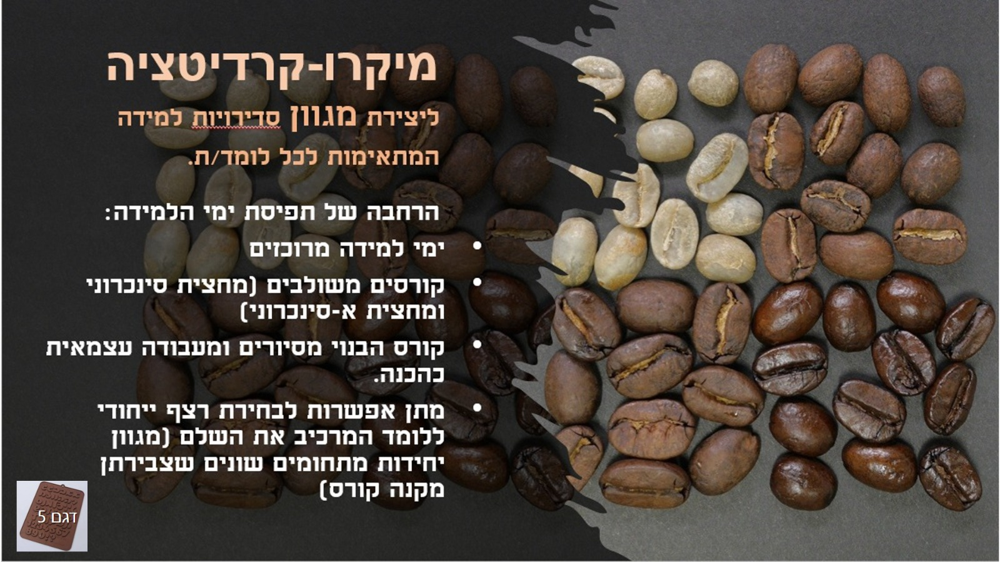 מיקרו-קרדיטציה
ליצירת מגוון סדירויות למידה
המתאימות לכל לומד/ת.
הרחבה של תפיסת ימי הלמידה:
• ימי למידה מרוכזים
• קורסים משולבים (מחצית סינכרוני
ומחצית א-סינכרוני)
• קורס הבנוי מסיורים ומעבודה עצמאית
כהכנה.
• מתן אפשרות לבחירת רצף ייחודי
ללומד המרכיב את השלם (מגוון
יחידות מתחומים שונים שצבירתן
מקנה קורס)
דגם 5